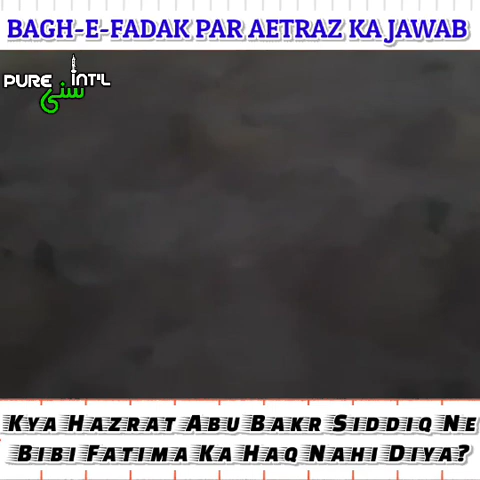 BAGH-E-FADAK PAR AETRAZ KA JAWAB
PURE INT'L
سنی
KYA HAZRAT ABU BAKR SIDDIQ NE
BIBI FATIMA KA HAQ NAHI DIYA?